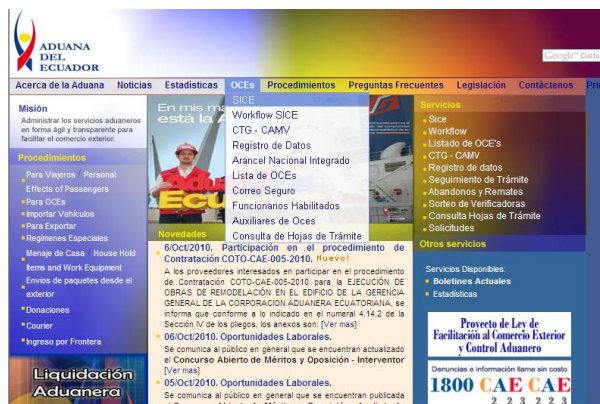 ADUANA
DEL
ECUADOR
Google™ Custo
Acerca de la Aduana Noticias Estadísticas OCEs Procedimientos Preguntas Frecuentes Legislación Contáctenos
Misión
Administrar los servicios aduaneros
en forma ágil y transparente para
facilitar el comercio exterior.
Procedimientos
Para Viajeros / Personal
Effects of Passengers
Para OCEs
Importar Vehículos
Para Exportar
Regímenes Especiales
Menaje de Casa / House Hold
Items and Work Equipment
Envíos de paquetes desde el
exterior
Donaciones
Courier
Ingreso por Frontera
Liquidación
Aduanera
En mis
está la
SICE
Workflow SICE
CTG - CAMV
Registro de Datos
Arancel Nacional Integrado
Lista de OCEs
Correo Seguro
Funcionarios Habilitados
Auxiliares de Oces
Consulta de Hojas de Trámite
Novedades
6/Oct/2010. Participación en el procedimiento de
Contratación COTO-CAE-005-2010. Nuevo!
A los proveedores interesados en participar en el procedimiento
de Contratación COTO-CAE-005-2010 para la EJECUCIÓN DE
OBRAS DE REMODELACIÓN EN EL EDIFICIO DE LA GERENCIA
GENERAL DE LA CORPORACION ADUANERA ECUATORIANA, se
informa que conforme a lo indicado en el numeral 4.14.2 de la
Sección IV de los pliegos, los anexos son: [Ver mas]
06/Oct/2010. Oportunidades Laborales.
Se comunica al público en general que se encuentran actualizado
el Concurso Abierto de Méritos y Oposición - Interventor
[Ver mas]
05/Oct/2010. Oportunidades Laborales.
Se comunica al público en general que se encuentran publicada
Servicios
Sice
Workflow
Listado de OCE's
CTG - CAMV
Registro de datos
Seguimiento de Trámite
Abandonos y Remates
Sorteo de Verificadoras
Consulta Hojas de Trámite
Solicitudes
Otros servicios
Servicios Disponibles:
Boletines Actuales
Estadísticas
Proyecto de Ley de
Facilitación al Comercio Exterior
y Control Aduanero
Denuncias e información llame sin costo
1800 CAE CAE
2 2 3 2 2 3